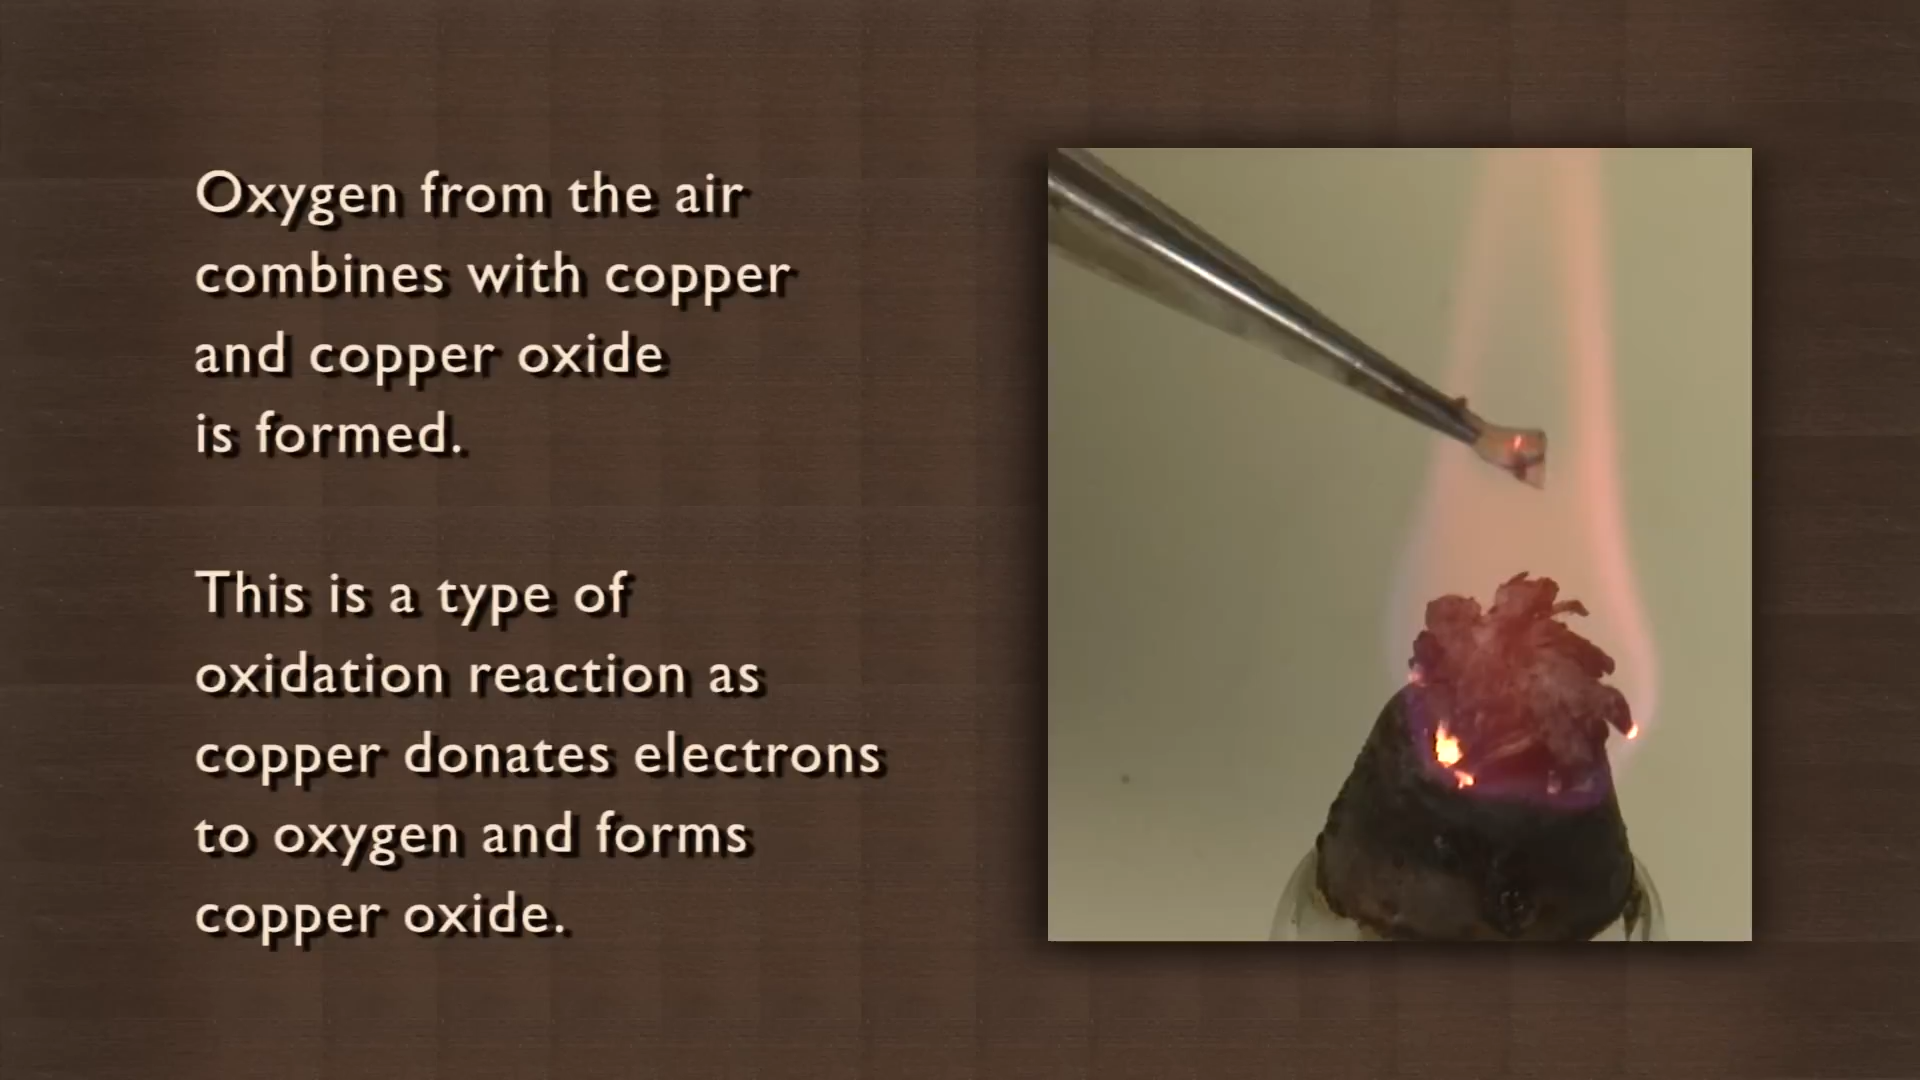 Oxygen from the air
combines with copper
and copper oxide
is formed.
This is a type of
oxidation reaction as
copper donates electrons
to oxygen and forms
copper oxide.